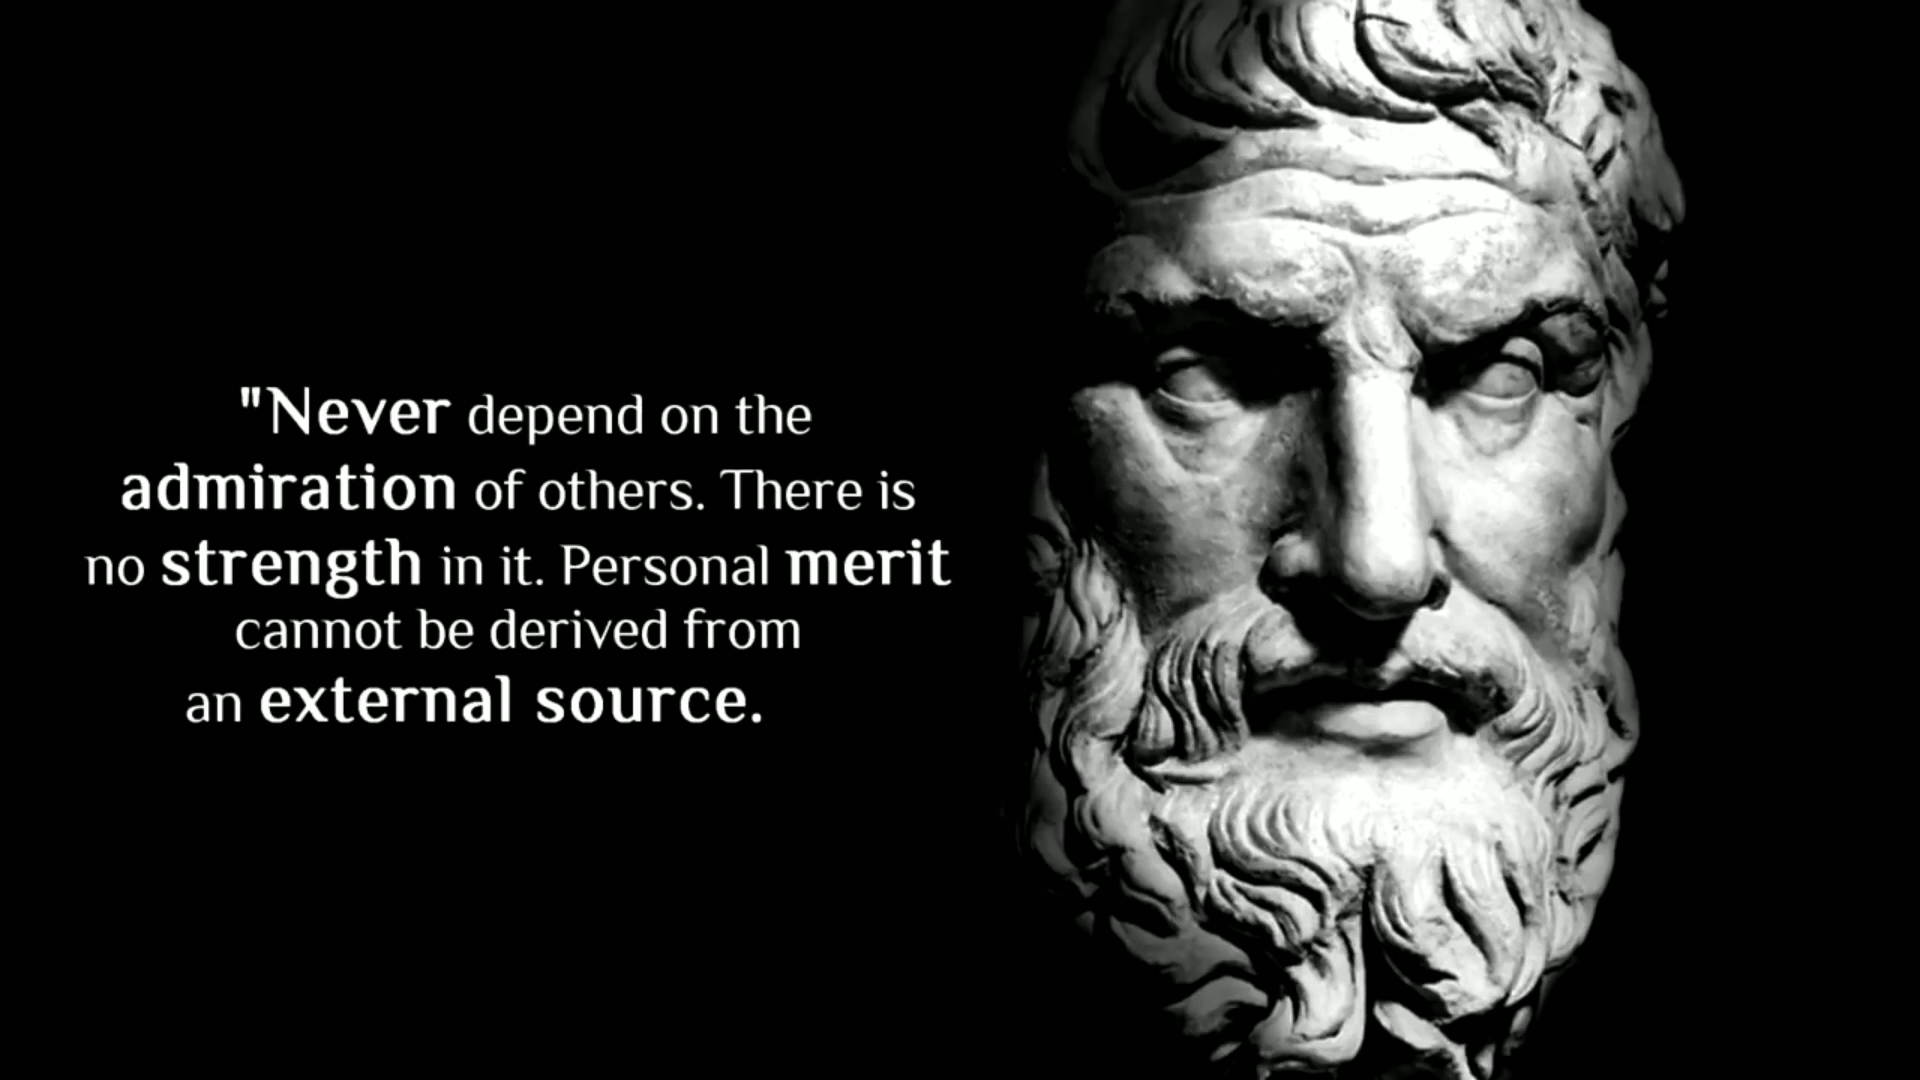 "Never depend on the
admiration of others. There is
no strength in it. Personal merit
cannot be derived from
an external source.